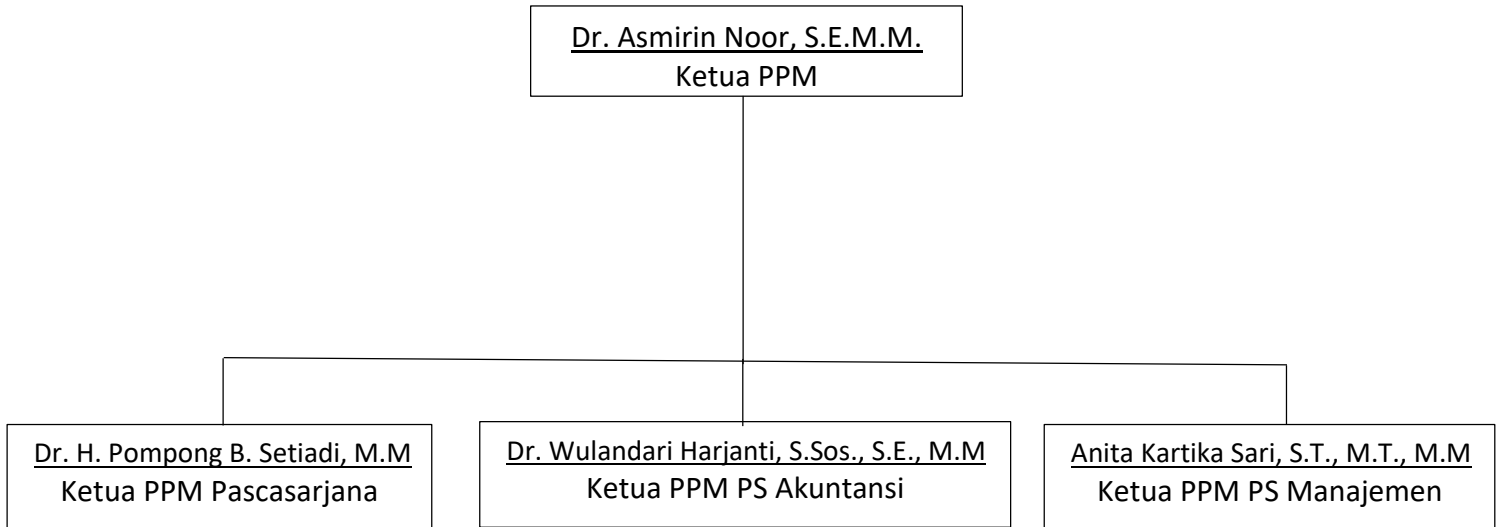 Dr. Asmirin Noor, S.E.M.M.
Ketua PPM
Dr. H. Pompong B. Setiadi, M.M
Ketua PPM Pascasarjana
Dr. Wulandari Harjanti, S.Sos., S.E., M.M
Ketua PPM PS Akuntansi
Anita Kartika Sari, S.T., M.T., M.M
Ketua PPM PS Manajemen